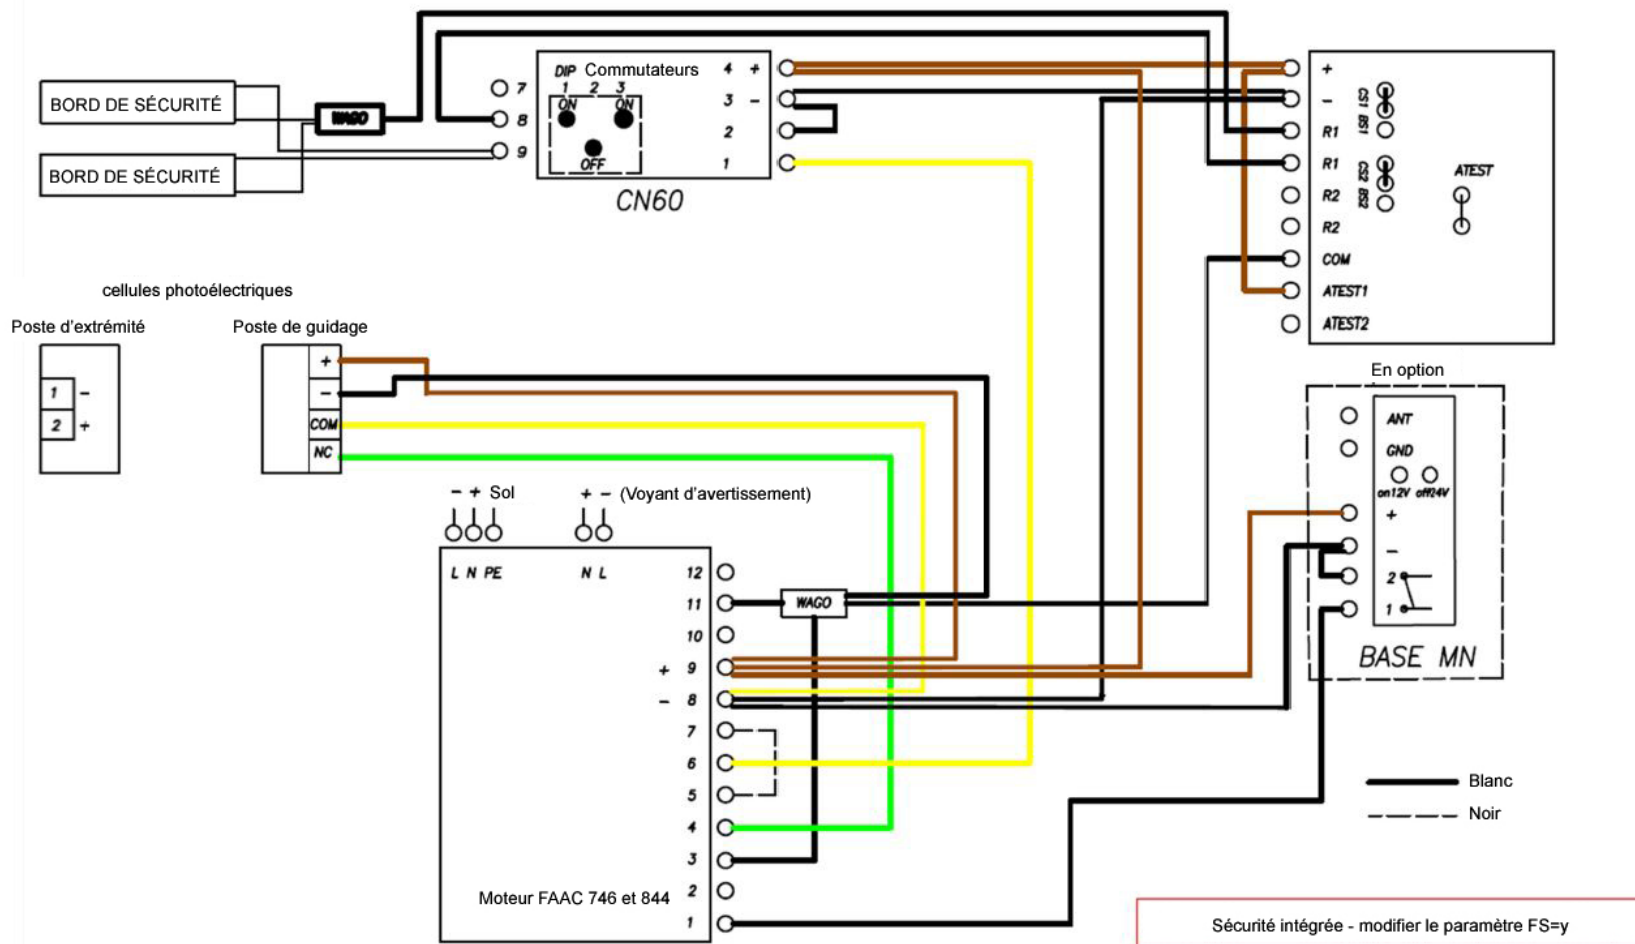 BORD DE SÉCURITÉ
BORD DE SÉCURITÉ
WAGO
7
8
9
DIP Commutateurs
1 2 3
ON ON
OFF
4 +
3 -
2
1
CN60
+
-
R1
R1
R2
R2
COM
ATEST1
ATEST2
CS1 BS1
CS2 BS2
ATEST
cellules photoélectriques
Poste d'extrémité
1 -
2 +
Poste de guidage
+
-
COM
NC
- + Sol
+ - (Voyant d'avertissement)
L N PE
N L
12
11
10
+ 9
- 8
7
6
5
4
3
2
1
WAGO
Moteur FAAC 746 et 844
En option
ANT
GND
on12V off24V
+
-
2
1
BASE MN
Blanc
Noir
Sécurité intégrée - modifier le paramètre FS=y